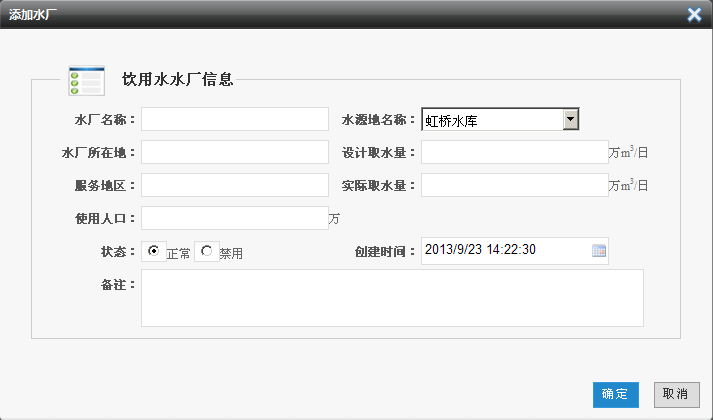 添加水厂
饮用水水厂信息
水厂名称： 水源地名称： 虹桥水库
水厂所在地： 设计取水量： 万m³/日
服务地区： 实际取水量： 万m³/日
使用人口： 万
状态： 正常 禁用 创建时间： 2013/9/23 14:22:30
备注：
确定 取消